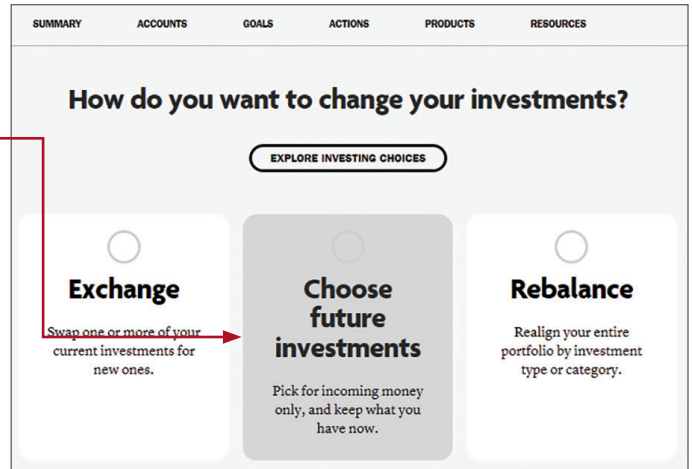 SUMMARY ACCOUNTS GOALS ACTIONS PRODUCTS RESOURCES
How do you want to change your investments?
EXPLORE INVESTING CHOICES
Exchange
Swap one or more of your
current investments for
new ones.
Choose
future
investments
Pick for incoming money
only, and keep what you
have now.
Rebalance
Realign your entire
portfolio by investment
type or category.